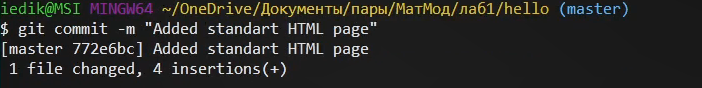 iedik@MSI MINGW64 ~/OneDrive/Документы/пары/МатМод/ла61/hello (master)
$ git commit -m "Added standart HTML page"
[master 772e6bc] Added standart HTML page
 1 file changed, 4 insertions(+)